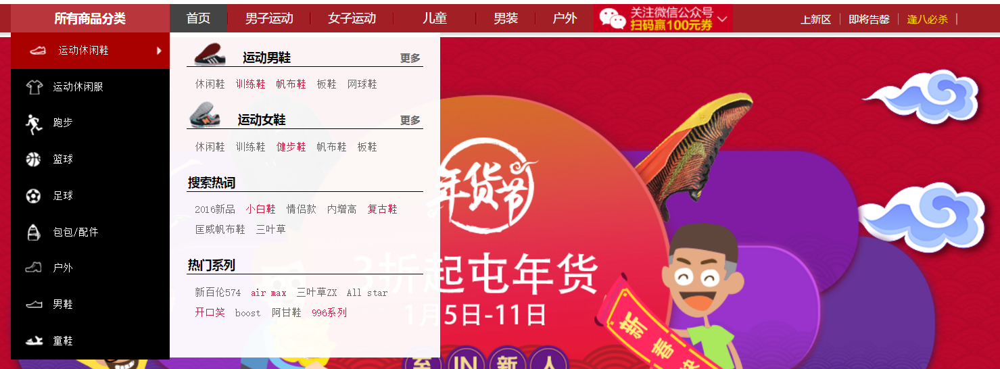 所有商品分类 首页 男子运动 女子运动 儿童 男装 户外 关注微信公众号 上新区 即将告罄 逢八必杀
扫码赢100元券
运动休闲鞋
运动休闲服
跑步
篮球
足球
包包/配件
户外
男鞋
童鞋
运动男鞋 更多
休闲鞋 训练鞋 帆布鞋 板鞋 网球鞋
运动女鞋 更多
休闲鞋 训练鞋 健步鞋 帆布鞋 板鞋
搜索热词
2016新品 小白鞋 情侣款 内增高 复古鞋
匡威帆布鞋 三叶草
热门系列
新百伦574 air max 三叶草ZX All star
开口笑 boost 阿甘鞋 996系列
年货节
3折起屯年货
1月5日-11日
至IN新人
新春快